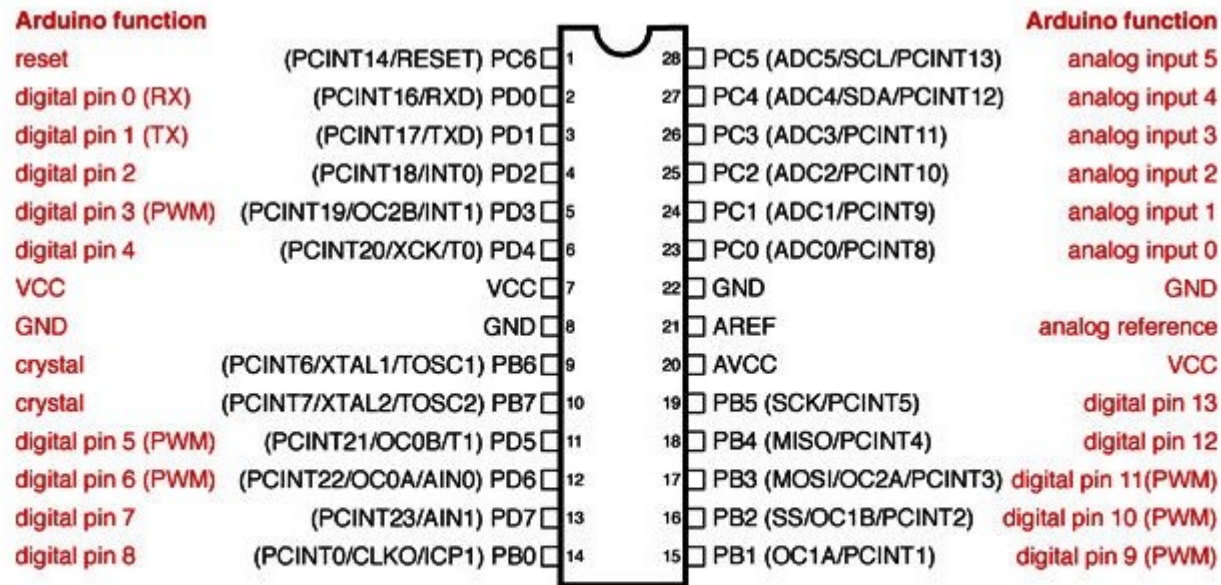 Arduino function Arduino function
reset (PCINT14/RESET) PC6 1 28 PC5 (ADC5/SCL/PCINT13) analog input 5
digital pin 0 (RX) (PCINT16/RXD) PD0 2 27 PC4 (ADC4/SDA/PCINT12) analog input 4
digital pin 1 (TX) (PCINT17/TXD) PD1 3 26 PC3 (ADC3/PCINT11) analog input 3
digital pin 2 (PCINT18/INT0) PD2 4 25 PC2 (ADC2/PCINT10) analog input 2
digital pin 3 (PWM) (PCINT19/OC2B/INT1) PD3 5 24 PC1 (ADC1/PCINT9) analog input 1
digital pin 4 (PCINT20/XCK/T0) PD4 6 23 PC0 (ADC0/PCINT8) analog input 0
VCC VCC 7 22 GND GND
GND GND 8 21 AREF analog reference
crystal (PCINT6/XTAL1/TOSC1) PB6 9 20 AVCC VCC
crystal (PCINT7/XTAL2/TOSC2) PB7 10 19 PB5 (SCK/PCINT5) digital pin 13
digital pin 5 (PWM) (PCINT21/OC0B/T1) PD5 11 18 PB4 (MISO/PCINT4) digital pin 12
digital pin 6 (PWM) (PCINT22/OC0A/AIN0) PD6 12 17 PB3 (MOSI/OC2A/PCINT3) digital pin 11(PWM)
digital pin 7 (PCINT23/AIN1) PD7 13 16 PB2 (SS/OC1B/PCINT2) digital pin 10 (PWM)
digital pin 8 (PCINT0/CLKO/ICP1) PB0 14 15 PB1 (OC1A/PCINT1) digital pin 9 (PWM)